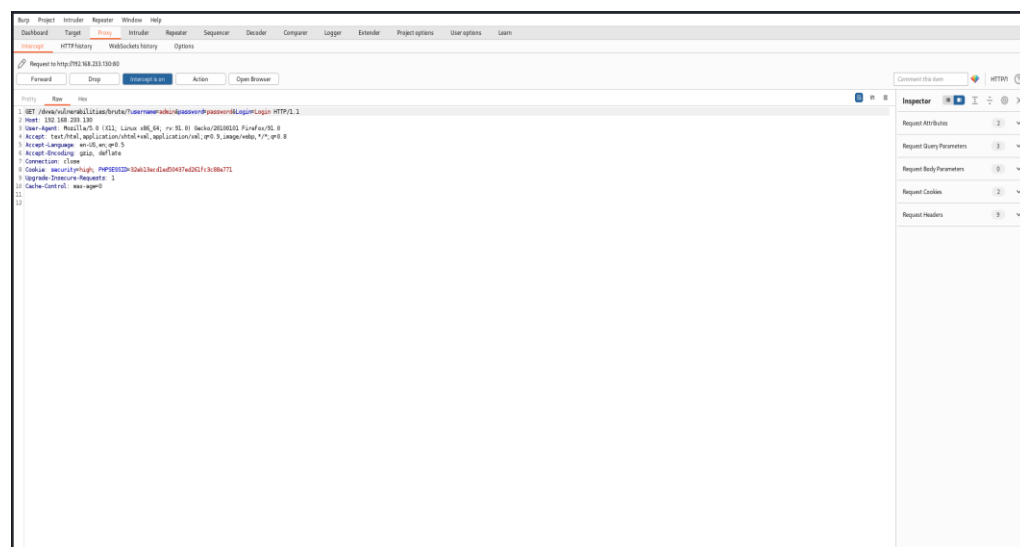 Burp Project Intruder Repeater Window Help
Dashboard Target Proxy Intruder Repeater Sequencer Decoder Comparer Logger Extender Project options User options Learn
Intercept HTTP history WebSockets history Options
Request to http://192.168.233.130:80
Forward Drop Intercept is on Action Open Browser Comment this item HTTP/1
Pretty Raw Hex
Inspector
1 GET /dvwa/vulnerabilities/brute/?username=admin&password=password&Login=Login HTTP/1.1
2 Host: 192.168.233.130
3 User-Agent: Mozilla/5.0 (X11; Linux x86_64; rv:91.0) Gecko/20100101 Firefox/91.0
4 Accept: text/html,application/xhtml+xml,application/xml;q=0.9,image/webp,*/*;q=0.8
5 Accept-Language: en-US,en;q=0.5
6 Accept-Encoding: gzip, deflate
7 Connection: close
8 Cookie: security=high; PHPSESSID=
9 Upgrade-Insecure-Requests: 1
10 Cache-Control: max-age=0
11
12
Request Attributes 2
Request Query Parameters 3
Request Body Parameters 0
Request Cookies 2
Request Headers 9